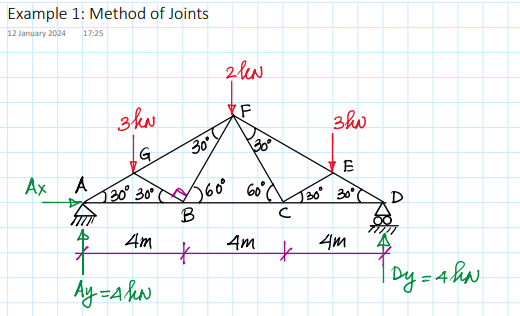 Example 1: Method of Joints
12 January 2024 17:25
2kN
F
3kN
30° 30°
3kN
G
E
Ax A 30° 30° 60° 60° 30° 30° D
B C
4m 4m 4m
Ay=4kN
Dy=4kN